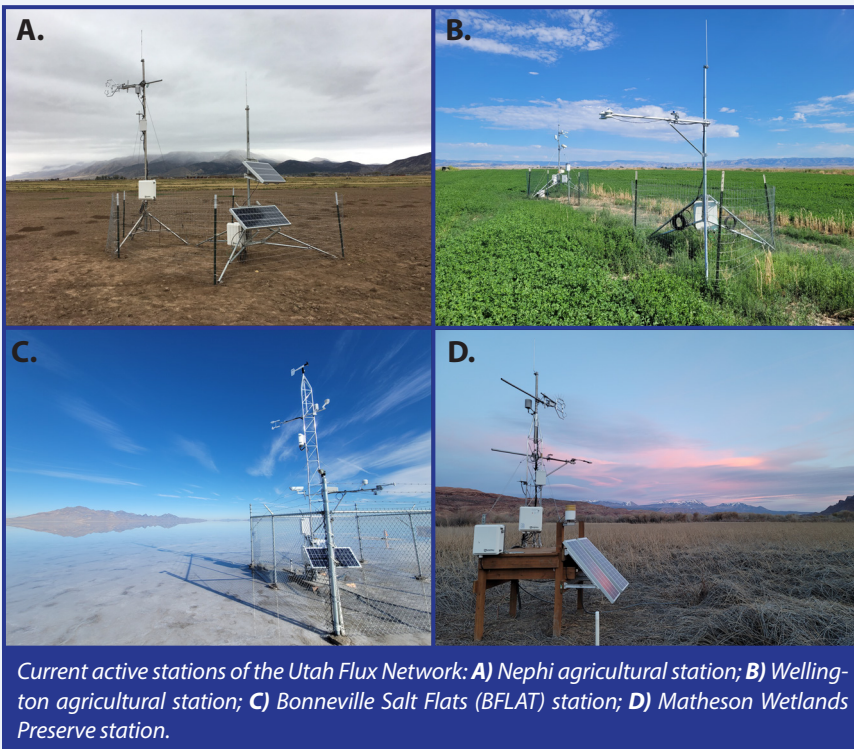 A.
B.
C.
D.
Current active stations of the Utah Flux Network: A) Nephi agricultural station; B) Welling-
ton agricultural station; C) Bonneville Salt Flats (BFLAT) station; D) Matheson Wetlands
Preserve station.